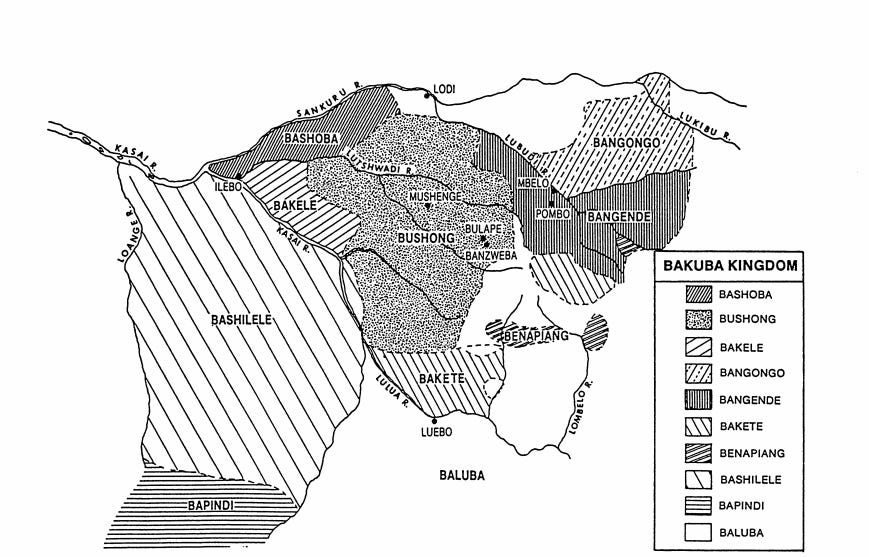 LODI
SANKURU R.
BASHOBA
LUKIBU R.
KASAI R.
LUBUDI R.
BANGONGO
LUTSHWADI R.
ILEBO
MBELO
MUSHENGE
BAKELE
POMBO
BANGENDE
LOANGE R.
KASAI R.
BULAPE
BUSHONG
BANZWEBA
BASHILELE
BENAPIANG
BAKETE
LULUA R.
LOMBELO R.
LUEBO
BALUBA
BAPINDI
BAKUBA KINGDOM
BASHOBA
BUSHONG
BAKELE
BANGONGO
BANGENDE
BAKETE
BENAPIANG
BASHILELE
BAPINDI
BALUBA